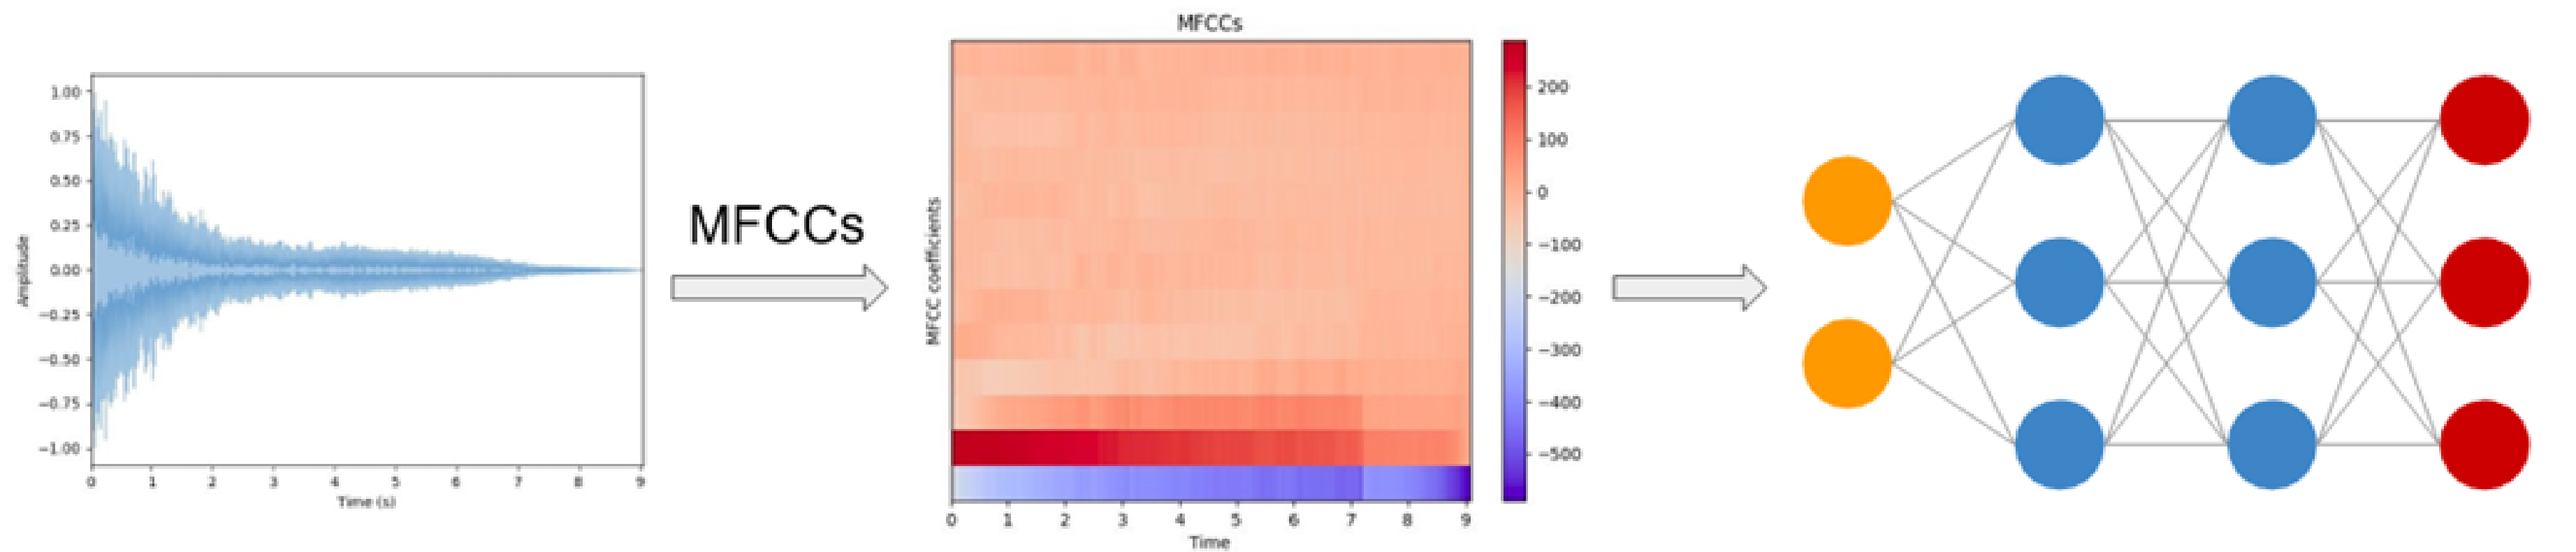 1.00
0.75
0.50
0.25
0.00
−0.25
−0.50
−0.75
−1.00
Amplitude
0 1 2 3 4 5 6 7 8 9
Time (s)
MFCCs
MFCCs
MFCC coefficients
0 1 2 3 4 5 6 7 8 9
Time
200
100
0
−100
−200
−300
−400
−500